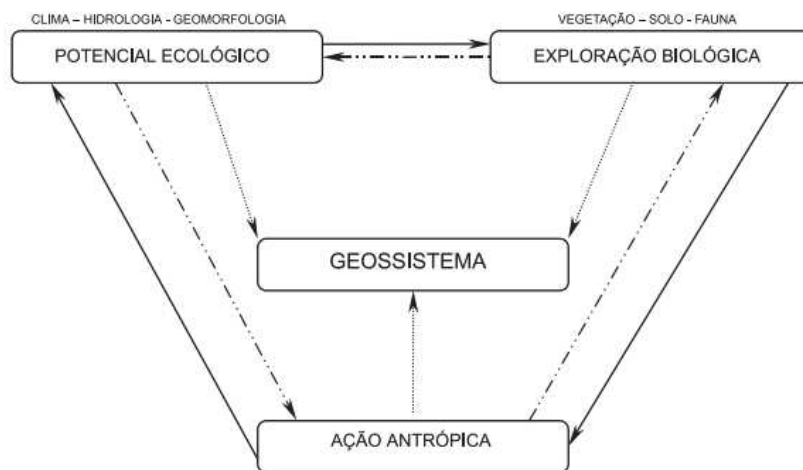 CLIMA – HIDROLOGIA - GEOMORFOLOGIA
VEGETAÇÃO – SOLO - FAUNA
POTENCIAL ECOLÓGICO
EXPLORAÇÃO BIOLÓGICA
GEOSSISTEMA
AÇÃO ANTRÓPICA